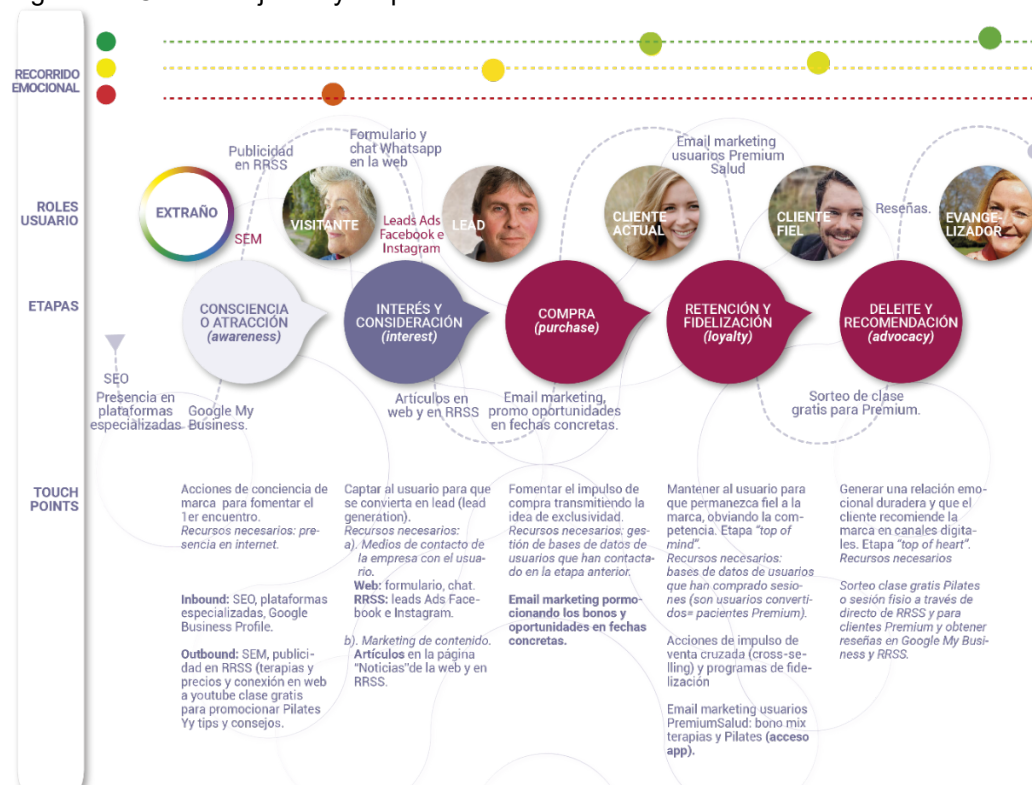 RECORRIDO
EMOCIONAL
Publicidad
en RRSS
Formulario y
chat Whatsapp
en la web
Email marketing
usuarios Premium
Salud
ROLES
USUARIO
EXTRAÑO
SEM
VISITANTE
Leads Ads
Facebook e
Instagram
LEAD
CLIENTE
ACTUAL
CLIENTE
FIEL
Reseñas.
EVANGE-
LIZADOR
ETAPAS
CONSCIENCIA
O ATRACCIÓN
(awareness)
INTERÉS Y
CONSIDERACIÓN
(interest)
COMPRA
(purchase)
RETENCIÓN Y
FIDELIZACIÓN
(loyalty)
DELEITE Y
RECOMENDACIÓN
(advocacy)
SEO
Presencia en
plataformas
especializadas
Google My
Business.
Artículos en
web y en RRSS
Email marketing,
promo oportunidades
en fechas concretas.
Sorteo de clase
gratis para Premium.
TOUCH
POINTS
Acciones de conciencia de
marca para fomentar el
1er encuentro.
Recursos necesarios: pre-
sencia en internet.
Inbound: SEO, plataformas
especializadas, Google
Business Profile.
Outbound: SEM, publici-
dad en RRSS (terapias y
precios y conexión en web
a youtube clase gratis
para promocionar Pilates
Yy tips y consejos.
Captar al usuario para que
se convierta en lead (lead
generation).
Recursos necesarios:
a). Medios de contacto de
la empresa con el usua-
rio.
Web: formulario, chat.
RRSS: leads Ads Face-
book e Instagram.
b). Marketing de contenido.
Artículos en la página
“Noticias”de la web y en
RRSS.
Fomentar el impulso de
compra transmitiendo la
idea de exclusividad.
Recursos necesarios: ges-
tión de bases de datos de
usuarios que han contacta-
do en la etapa anterior.
Email marketing pormo-
cionando los bonos y
oportunidades en fechas
concretas.
Mantener al usuario para
que permanezca fiel a la
marca, obviando la com-
petencia. Etapa “top of
mind”.
Recursos necesarios:
bases de datos de usuarios
que han comprado sesio-
nes (son usuarios converti-
dos= pacientes Premium).
Acciones de impulso de
venta cruzada (cross-se-
lling) y programas de fide-
lización
Email marketing usuarios
PremiumSalud: bono mix
terapias y Pilates (acceso
app).
Generar una relación emo-
cional duradera y que el
cliente recomiende la
marca en canales digita-
les. Etapa “top of heart”.
Recursos necesarios
Sorteo clase gratis Pilates
o sesión fisio a través de
directo de RRSS y para
clientes Premium y obtener
reseñas en Google My Busi-
ness y RRSS.